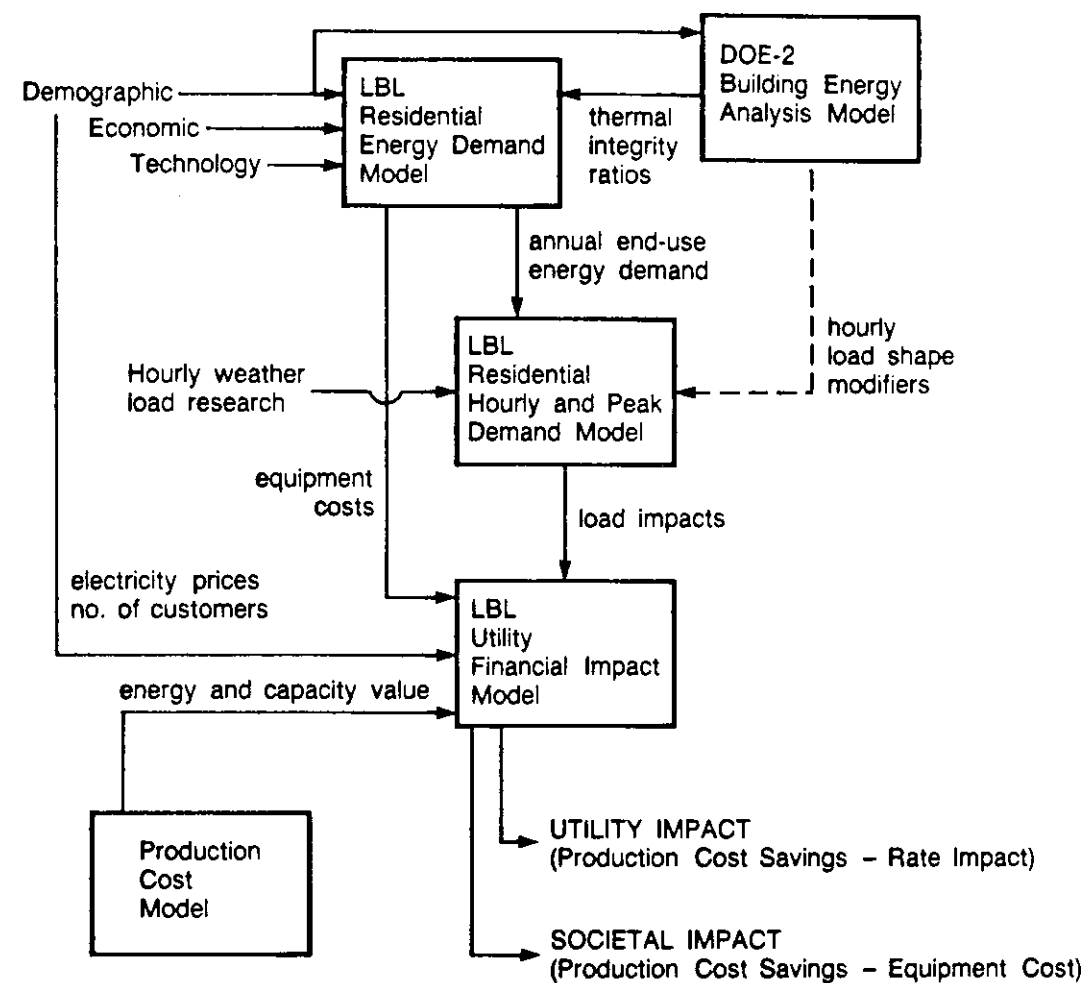 DOE-2
Building Energy
Analysis Model
Demographic
Economic
Technology
LBL
Residential
Energy Demand
Model
thermal
integrity
ratios
annual end-use
energy demand
hourly
load shape
modifiers
Hourly weather
load research
LBL
Residential
Hourly and Peak
Demand Model
equipment
costs
load impacts
electricity prices
no. of customers
LBL
Utility
Financial Impact
Model
energy and capacity value
Production
Cost
Model
UTILITY IMPACT
(Production Cost Savings – Rate Impact)
SOCIETAL IMPACT
(Production Cost Savings – Equipment Cost)